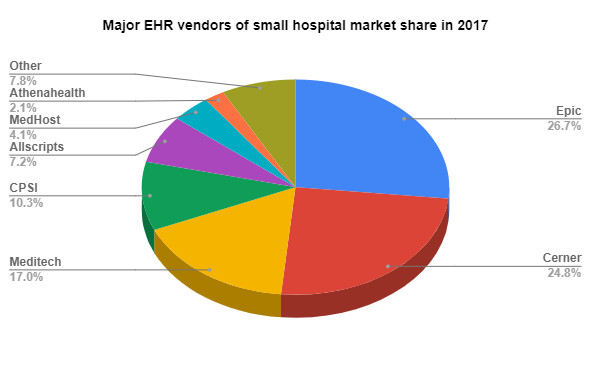 Major EHR vendors of small hospital market share in 2017
Other
7.8%
Athenahealth
2.1%
MedHost
4.1%
Allscripts
7.2%
CPSI
10.3%
Meditech
17.0%
Epic
26.7%
Cerner
24.8%